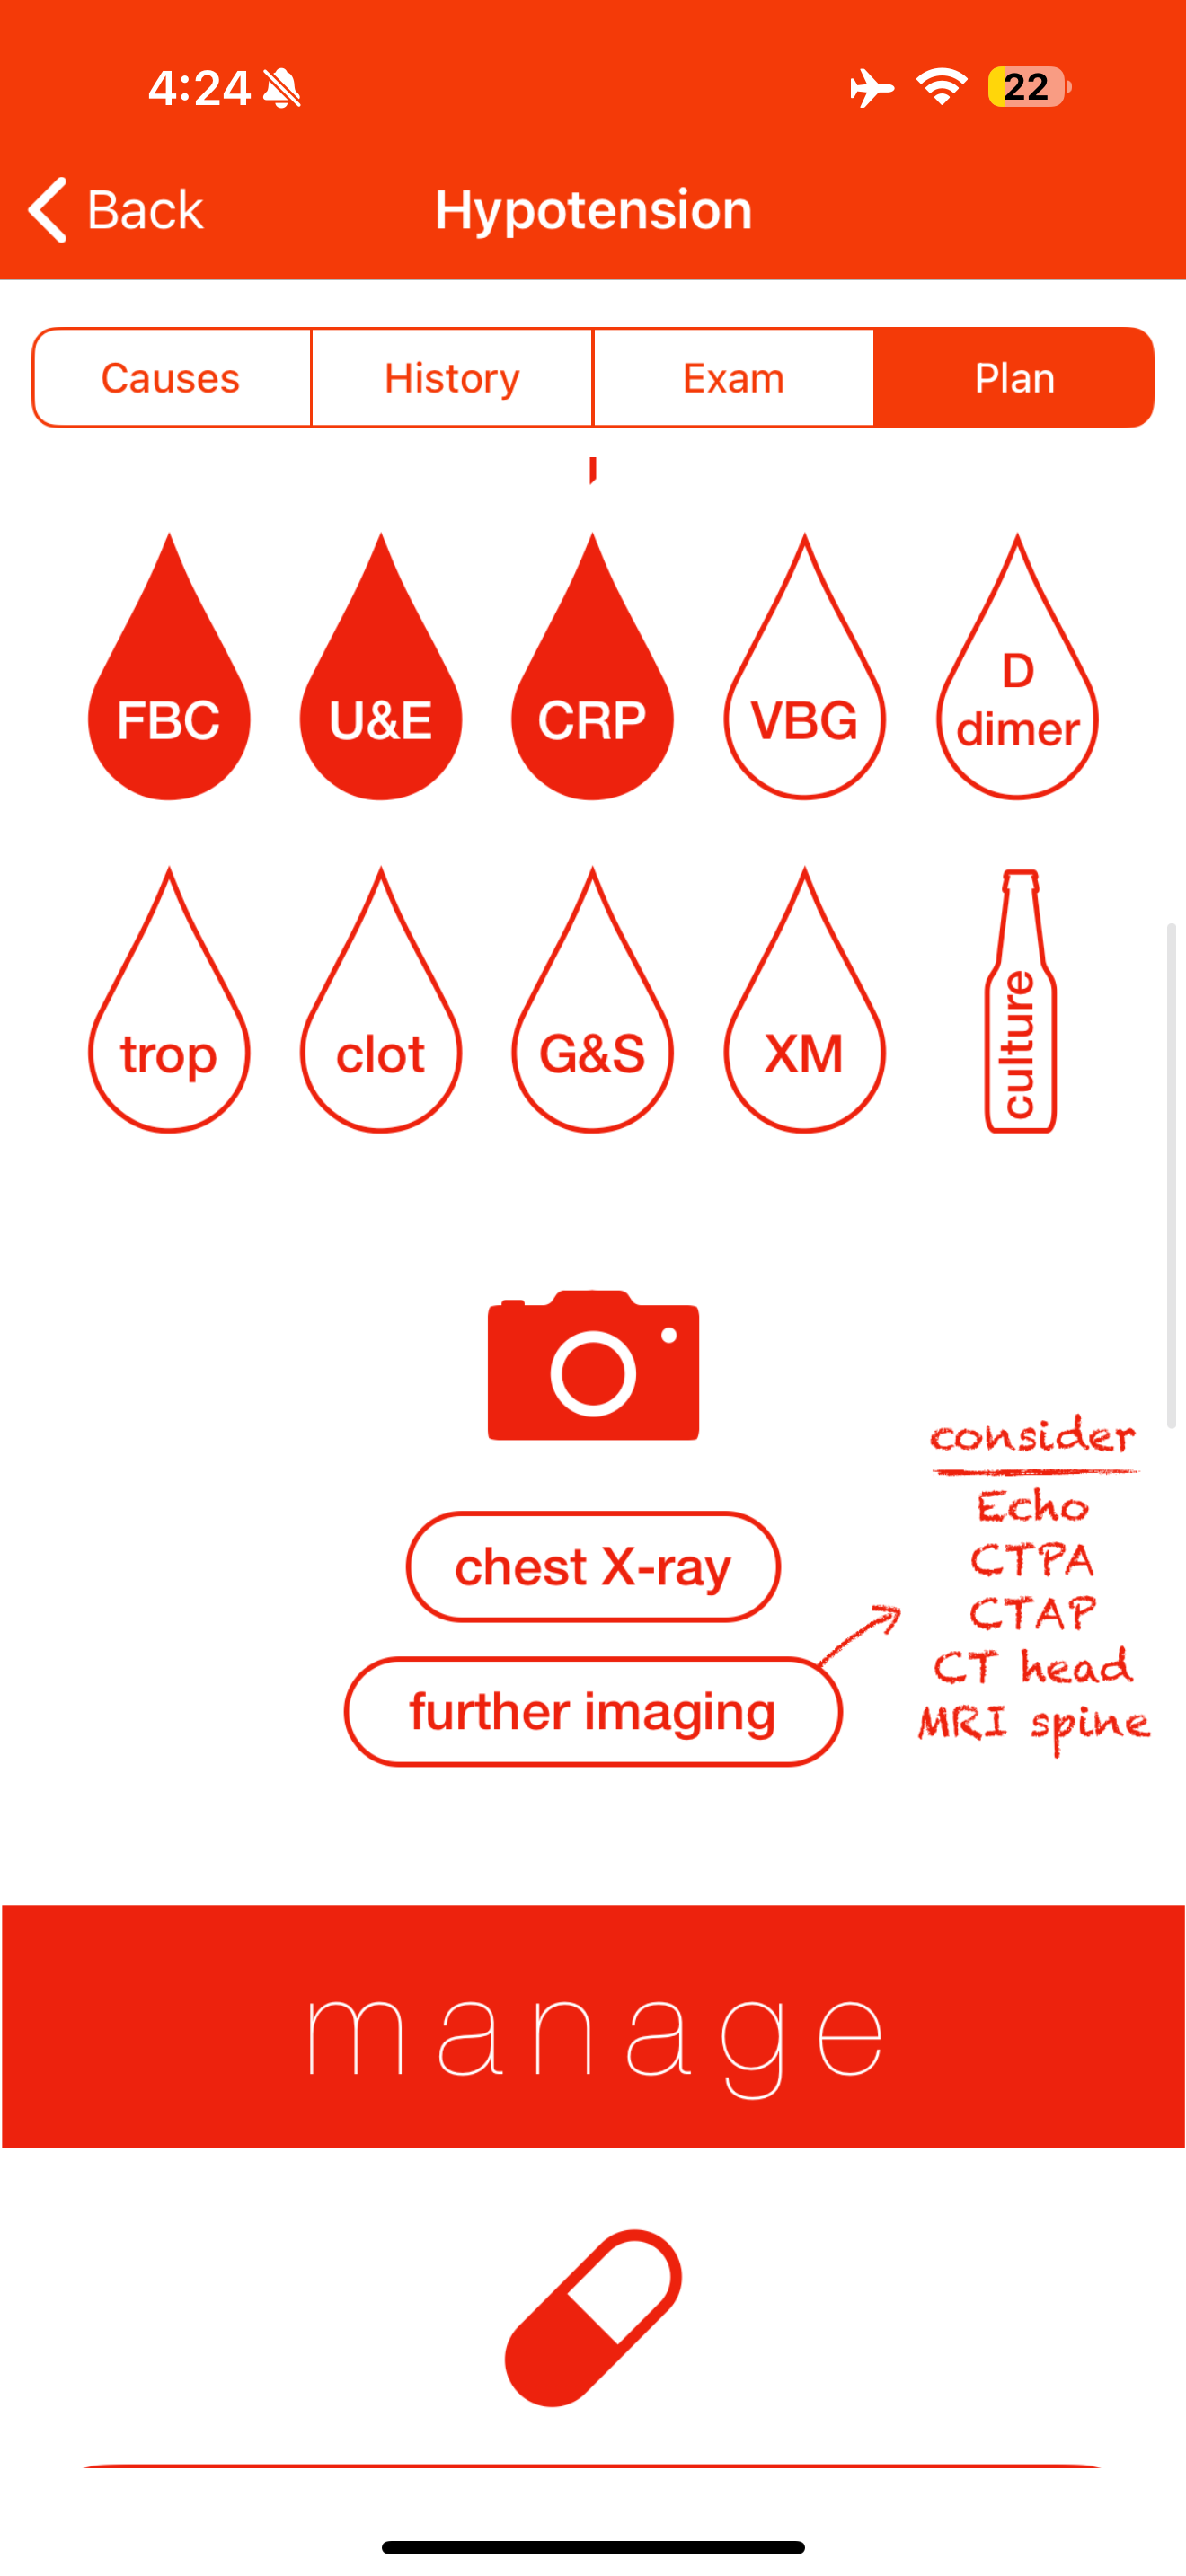 4:24
22
Back
Hypotension
Causes
History
Exam
Plan
FBC
U&E
CRP
VBG
D
dimer
trop
clot
G&S
XM
culture
consider
Echo
CTPA
CTAP
CT head
MRI spine
chest X-ray
further imaging
manage